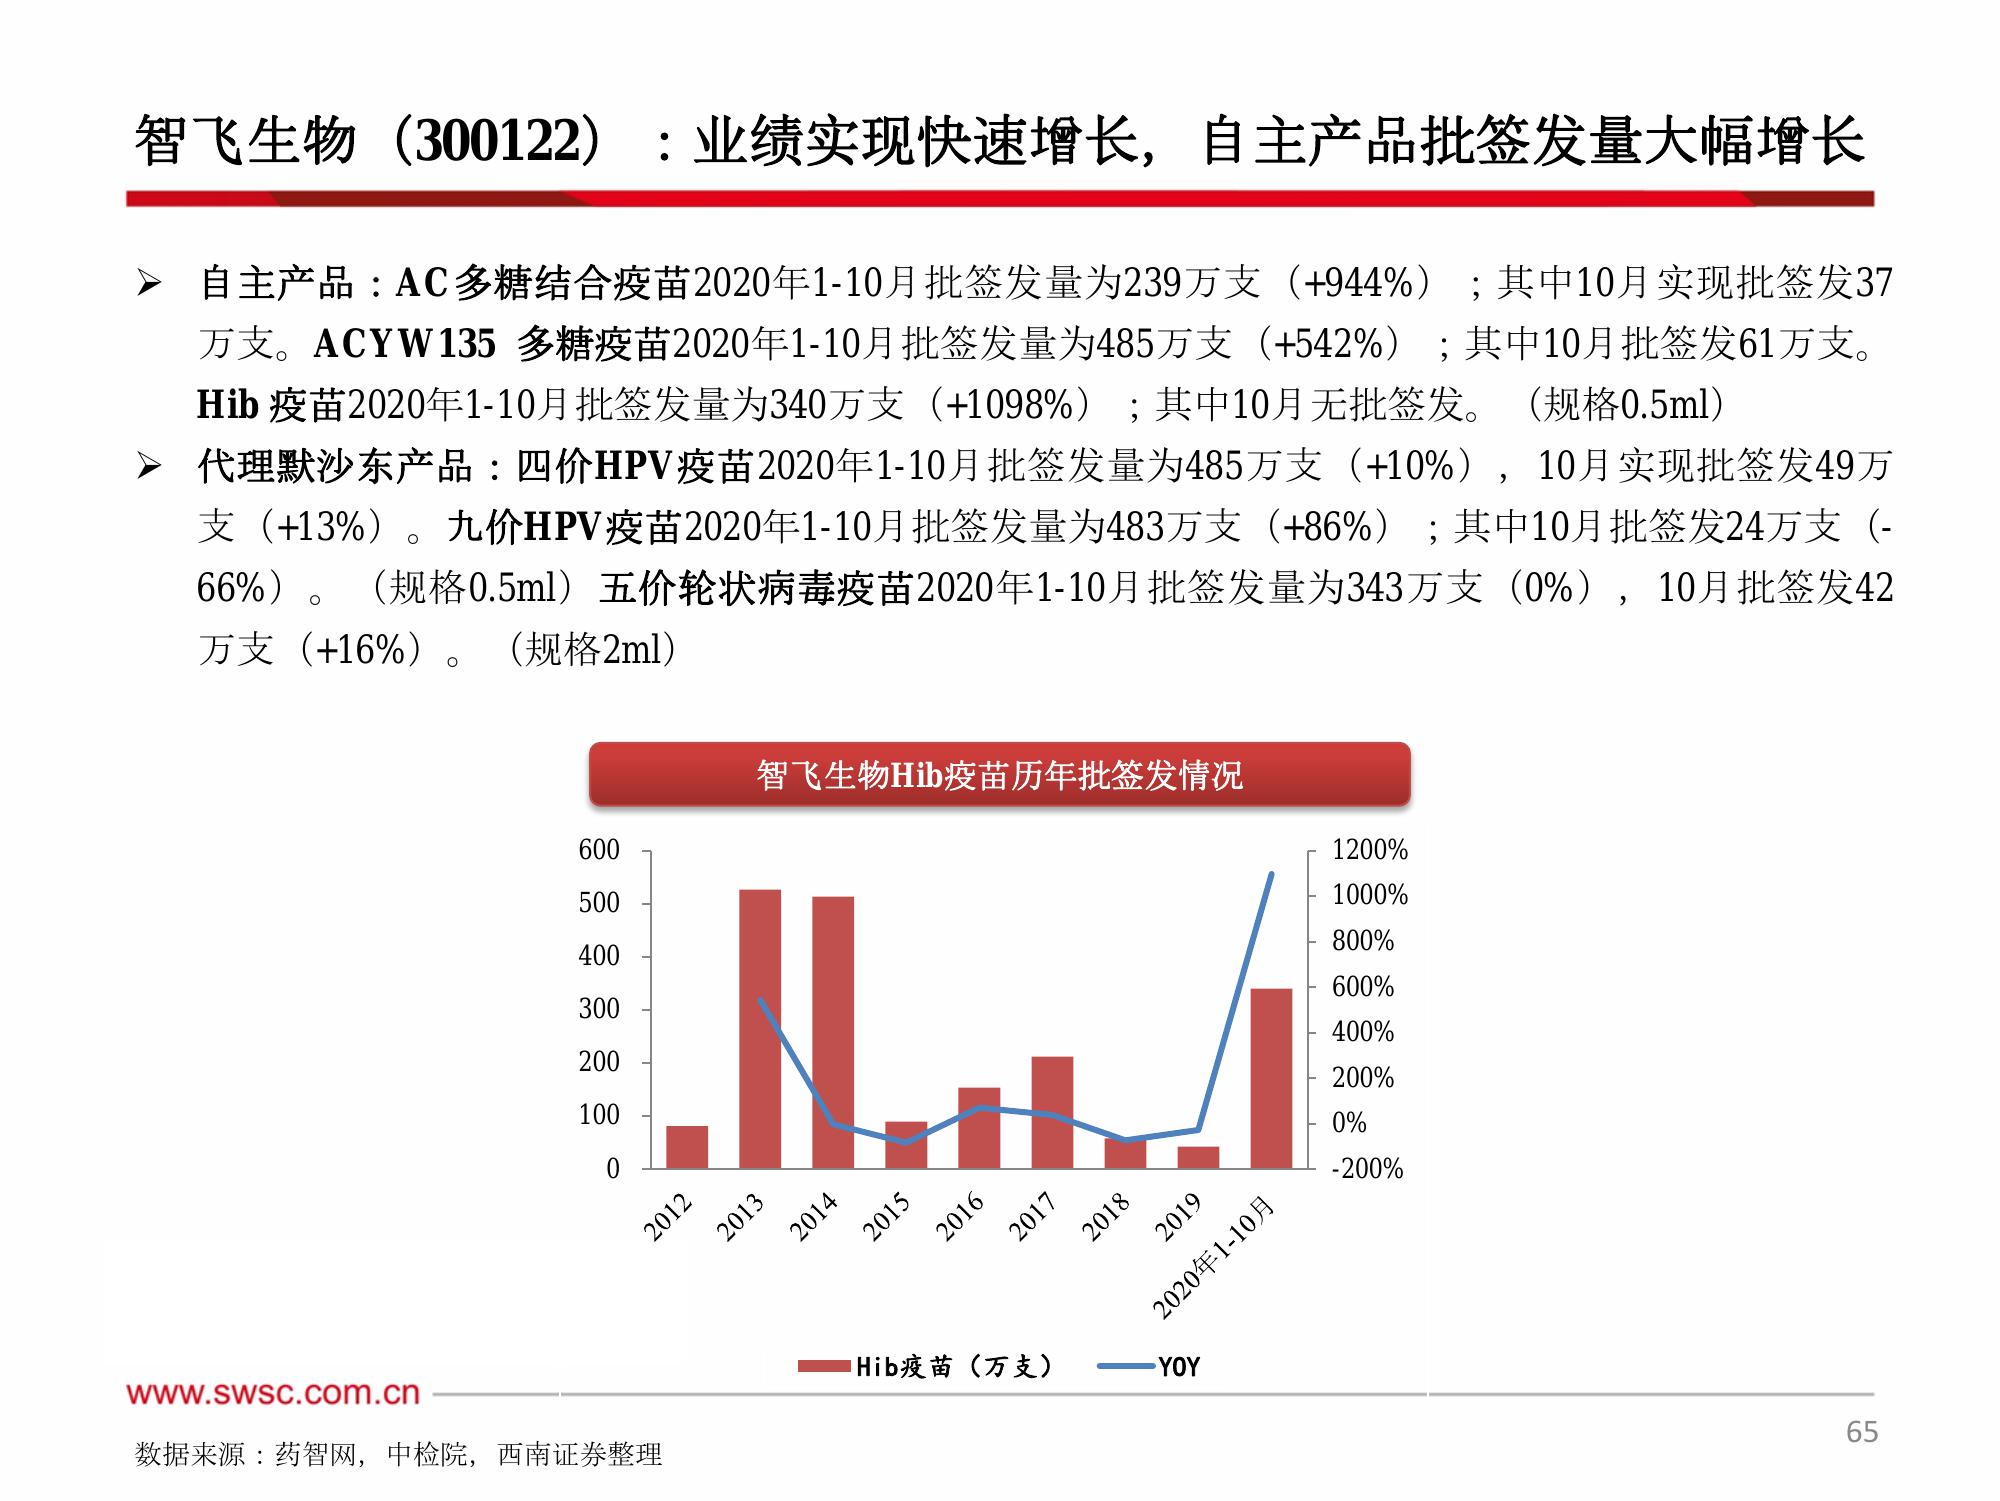 智飞生物（300122）：业绩实现快速增长，自主产品批签发量大幅增长
➢ 自主产品：AC多糖结合疫苗2020年1-10月批签发量为239万支（+944%）；其中10月实现批签发37
万支。ACYW135 多糖疫苗2020年1-10月批签发量为485万支（+542%）；其中10月批签发61万支。
Hib 疫苗2020年1-10月批签发量为340万支（+1098%）；其中10月无批签发。（规格0.5ml）
➢ 代理默沙东产品：四价HPV疫苗2020年1-10月批签发量为485万支（+10%），10月实现批签发49万
支（+13%）。九价HPV疫苗2020年1-10月批签发量为483万支（+86%）；其中10月批签发24万支（-
66%）。（规格0.5ml）五价轮状病毒疫苗2020年1-10月批签发量为343万支（0%），10月批签发42
万支（+16%）。（规格2ml）
智飞生物Hib疫苗历年批签发情况
600 1200%
500 1000%
400 800%
300 600%
200 400%
100 200%
0 0%
-200%
2012 2013 2014 2015 2016 2017 2018 2019 2020年1-10月
Hib疫苗（万支） YOY
www.swsc.com.cn
65
数据来源：药智网，中检院，西南证券整理